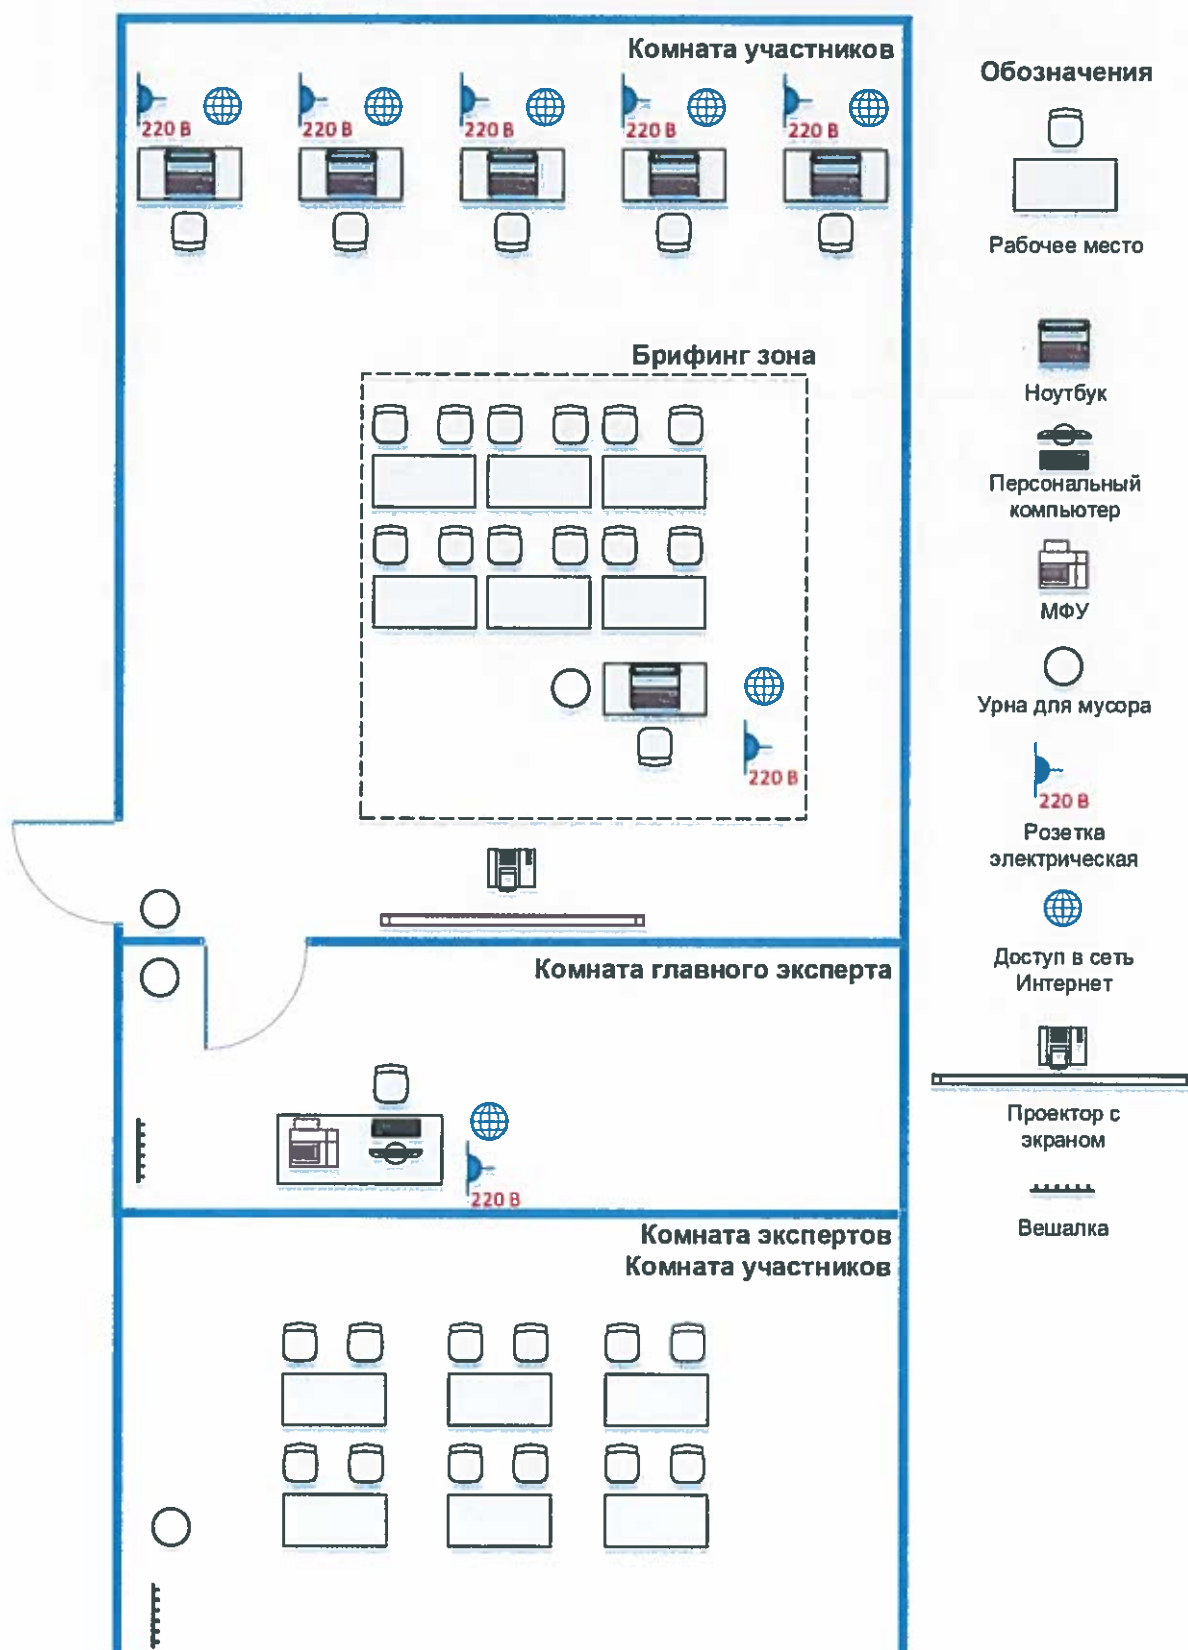 Комната участников
220 В
220 В
220 В
220 В
220 В
Брифинг зона
220 В
Комната главного эксперта
220 В
Комната экспертов
Комната участников
Обозначения
Рабочее место
Ноутбук
Персональный
компьютер
МФУ
Урна для мусора
220 В
Розетка
электрическая
Доступ в сеть
Интернет
Проектор с
экраном
Вешалка